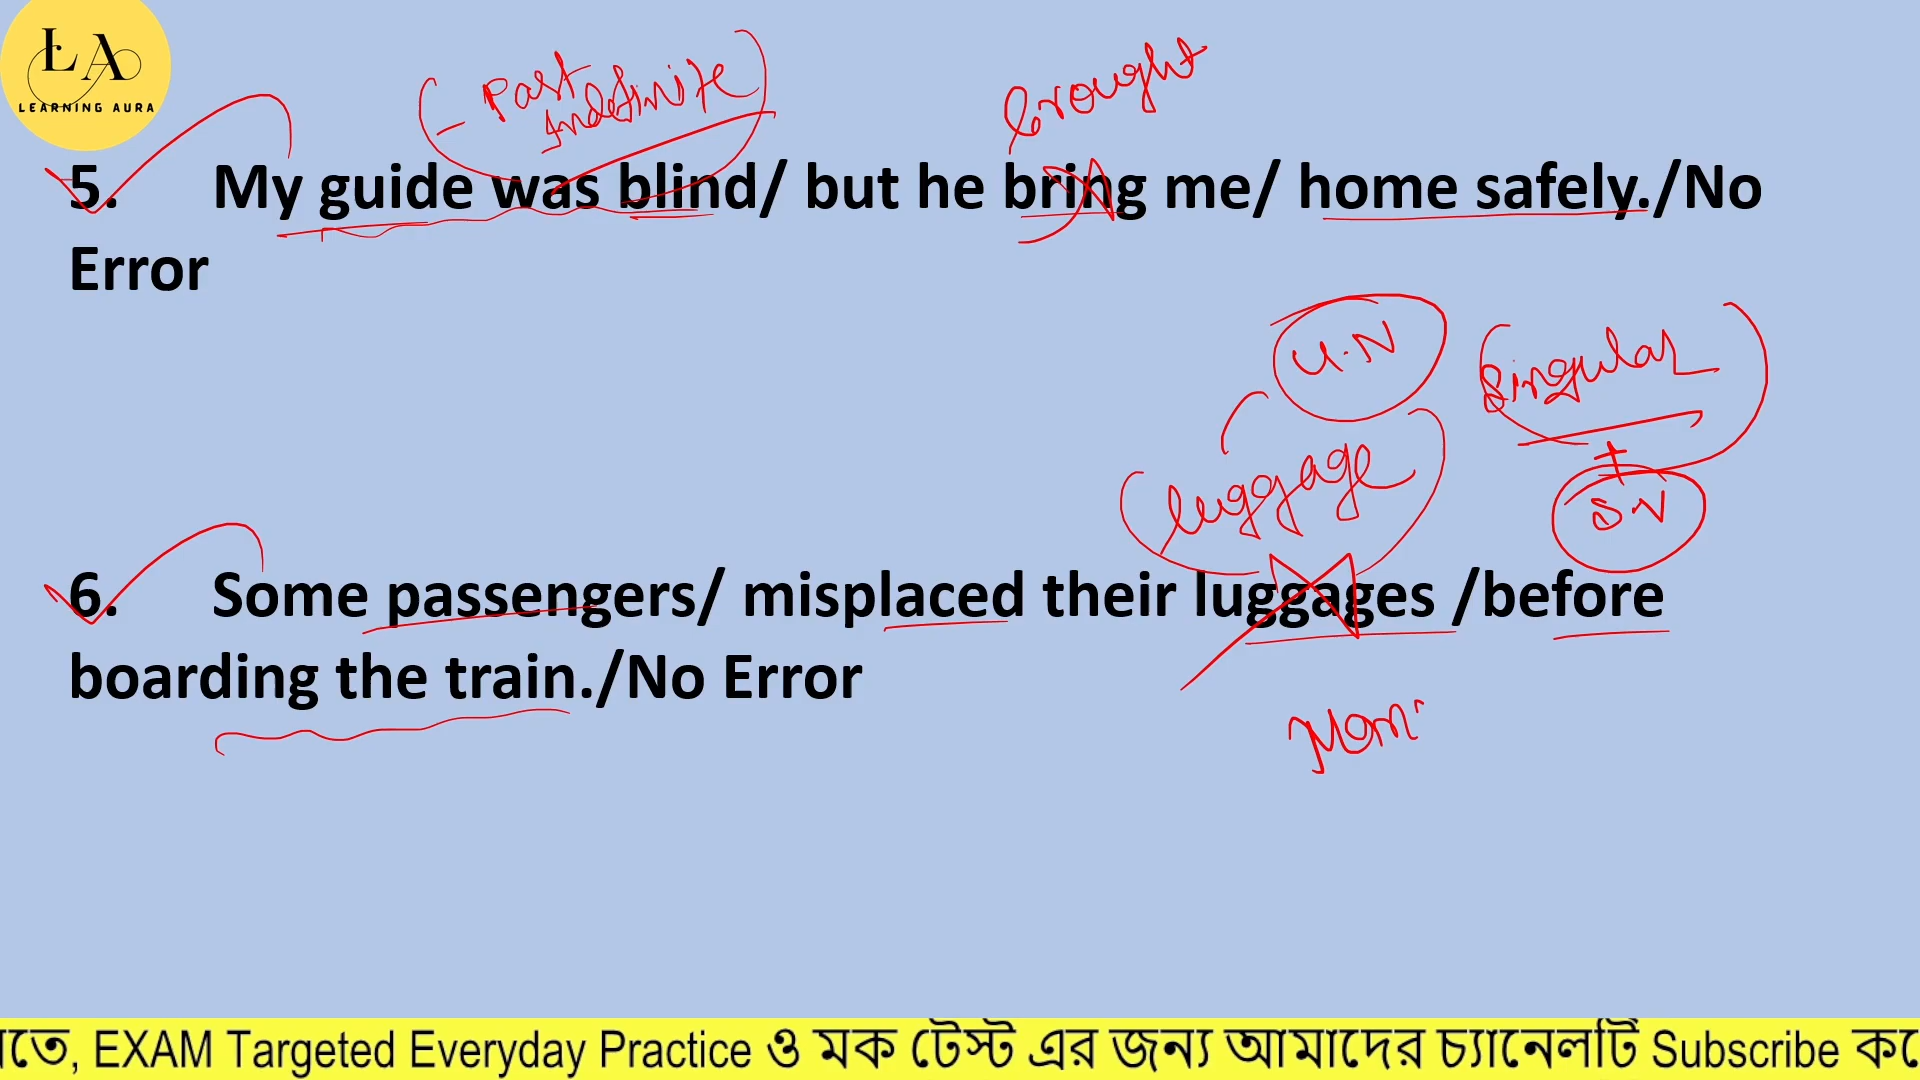 LA
LEARNING AURA
- Past
Indefinite
brought
5. My guide was blind/ but he bring me/ home safely./No
Error
U.N
Singular
+
S.V
luggage
6. Some passengers/ misplaced their luggages /before
boarding the train./No Error
তে, EXAM Targeted Everyday Practice ও মক টেস্ট এর জন্য আমাদের চ্যানেলটি Subscribe